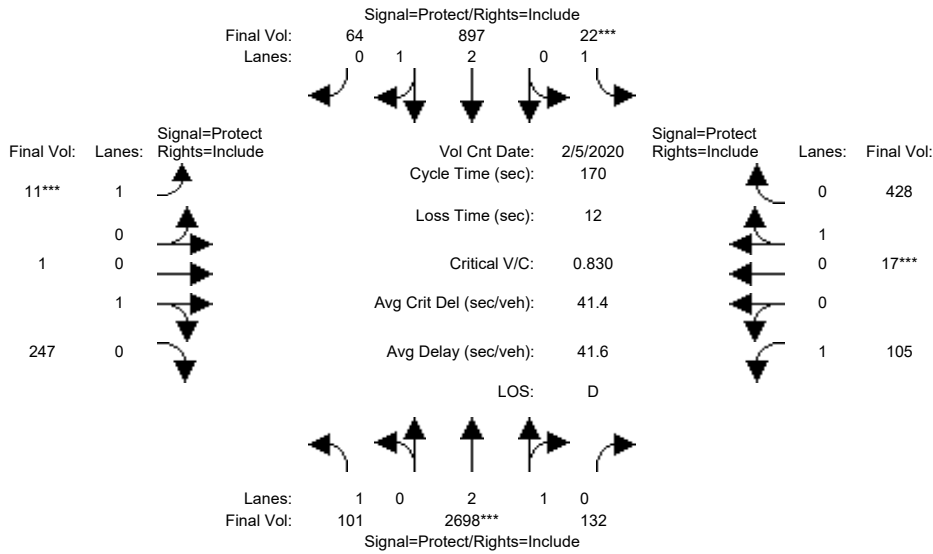 Signal=Protect/Rights=Include
Final Vol: 64 897 22***
Lanes: 0 1 2 0 1
Signal=Protect
Final Vol: Lanes: Rights=Include
Vol Cnt Date: 2/5/2020
Signal=Protect
Rights=Include Lanes: Final Vol:
Cycle Time (sec): 170
11*** 1
0 428
Loss Time (sec): 12
0
1
1 0
Critical V/C: 0.830
0 17***
1
Avg Crit Del (sec/veh): 41.4
0
247 0
Avg Delay (sec/veh): 41.6
1 105
LOS: D
Lanes: 1 0 2 1 0
Final Vol: 101 2698*** 132
Signal=Protect/Rights=Include